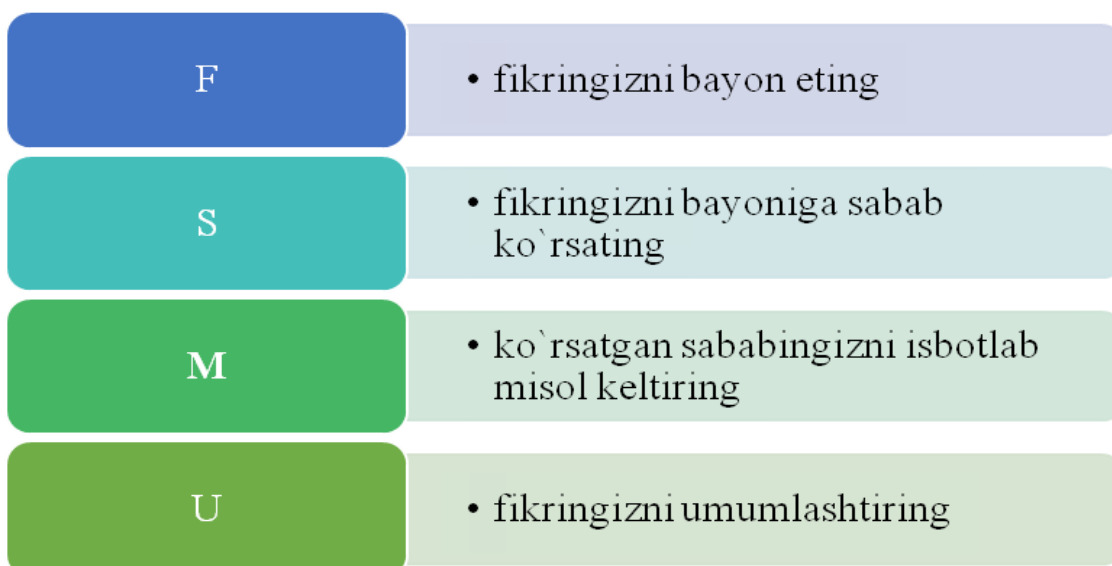 F
• fikringizni bayon eting
S
• fikringizni bayoniga sabab
ko`rsating
M
• ko`rsatgan sababingizni isbotlab
misol keltiring
U
• fikringizni umumlashtiring